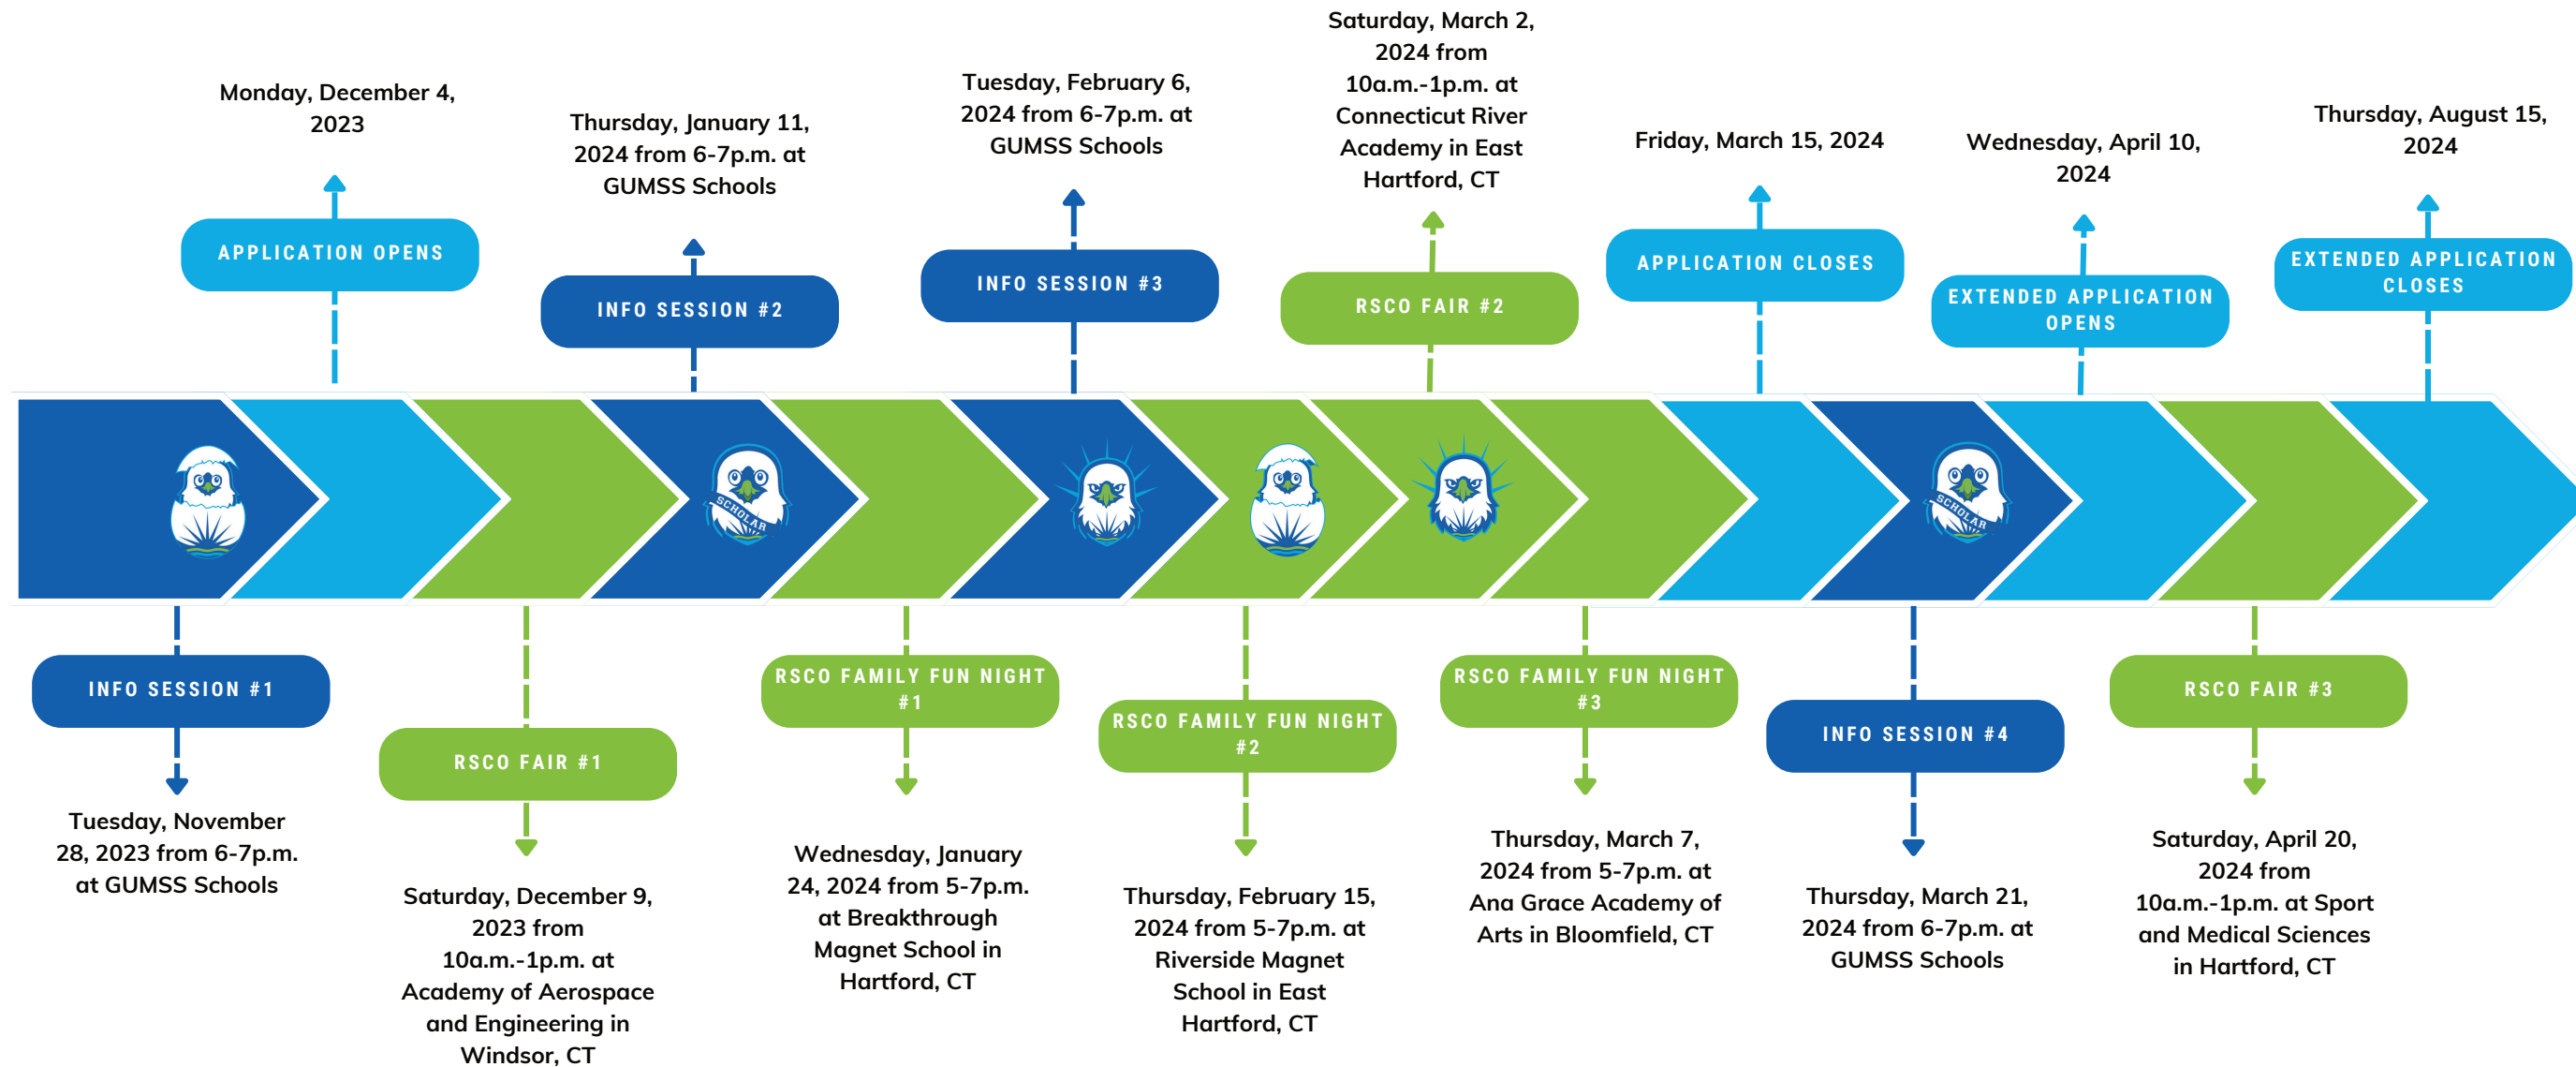 Monday, December 4,
2023
APPLICATION OPENS
Thursday, January 11,
2024 from 6-7p.m. at
GUMSS Schools
INFO SESSION #2
Tuesday, February 6,
2024 from 6-7p.m. at
GUMSS Schools
INFO SESSION #3
Saturday, March 2,
2024 from
10a.m.-1p.m. at
Connecticut River
Academy in East
Hartford, CT
RSCO FAIR #2
Friday, March 15, 2024
APPLICATION CLOSES
Wednesday, April 10,
2024
EXTENDED APPLICATION
OPENS
Thursday, August 15,
2024
EXTENDED APPLICATION
CLOSES
SCHOLAR
SCHOLAR
INFO SESSION #1
Tuesday, November
28, 2023 from 6-7p.m.
at GUMSS Schools
RSCO FAIR #1
Saturday, December 9,
2023 from
10a.m.-1p.m. at
Academy of Aerospace
and Engineering in
Windsor, CT
RSCO FAMILY FUN NIGHT
#1
Wednesday, January
24, 2024 from 5-7p.m.
at Breakthrough
Magnet School in
Hartford, CT
RSCO FAMILY FUN NIGHT
#2
Thursday, February 15,
2024 from 5-7p.m. at
Riverside Magnet
School in East
Hartford, CT
RSCO FAMILY FUN NIGHT
#3
Thursday, March 7,
2024 from 5-7p.m. at
Ana Grace Academy of
Arts in Bloomfield, CT
INFO SESSION #4
Thursday, March 21,
2024 from 6-7p.m. at
GUMSS Schools
RSCO FAIR #3
Saturday, April 20,
2024 from
10a.m.-1p.m. at Sport
and Medical Sciences
in Hartford, CT